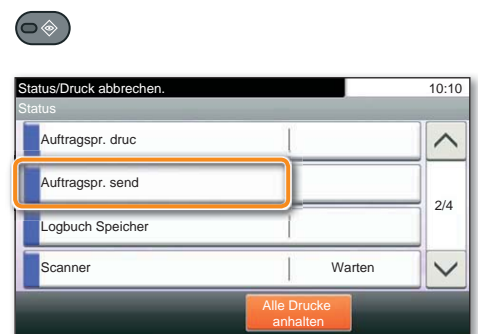 Status/Druck abbrechen.
10:10
Status
Auftragspr. druc
Auftragspr. send
2/4
Logbuch Speicher
Scanner
Warten
Alle Drucke
anhalten